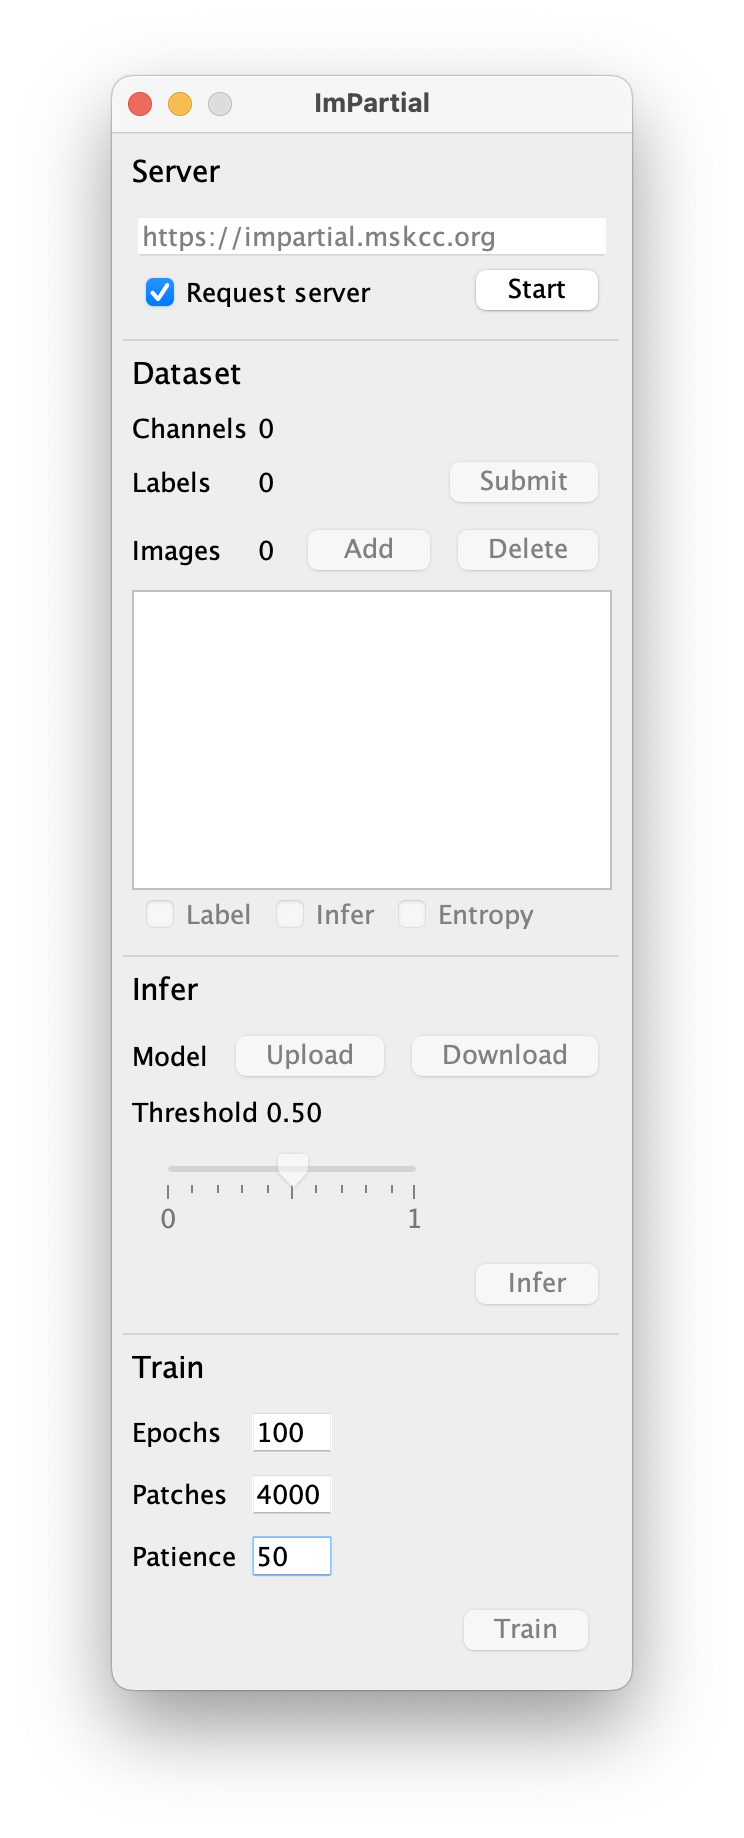 ImPartial
Server
https://impartial.mskcc.org
Request server Start
Dataset
Channels 0
Labels 0 Submit
Images 0 Add Delete
Label Infer Entropy
Infer
Model Upload Download
Threshold 0.50
0 1
Infer
Train
Epochs 100
Patches 4000
Patience 50
Train